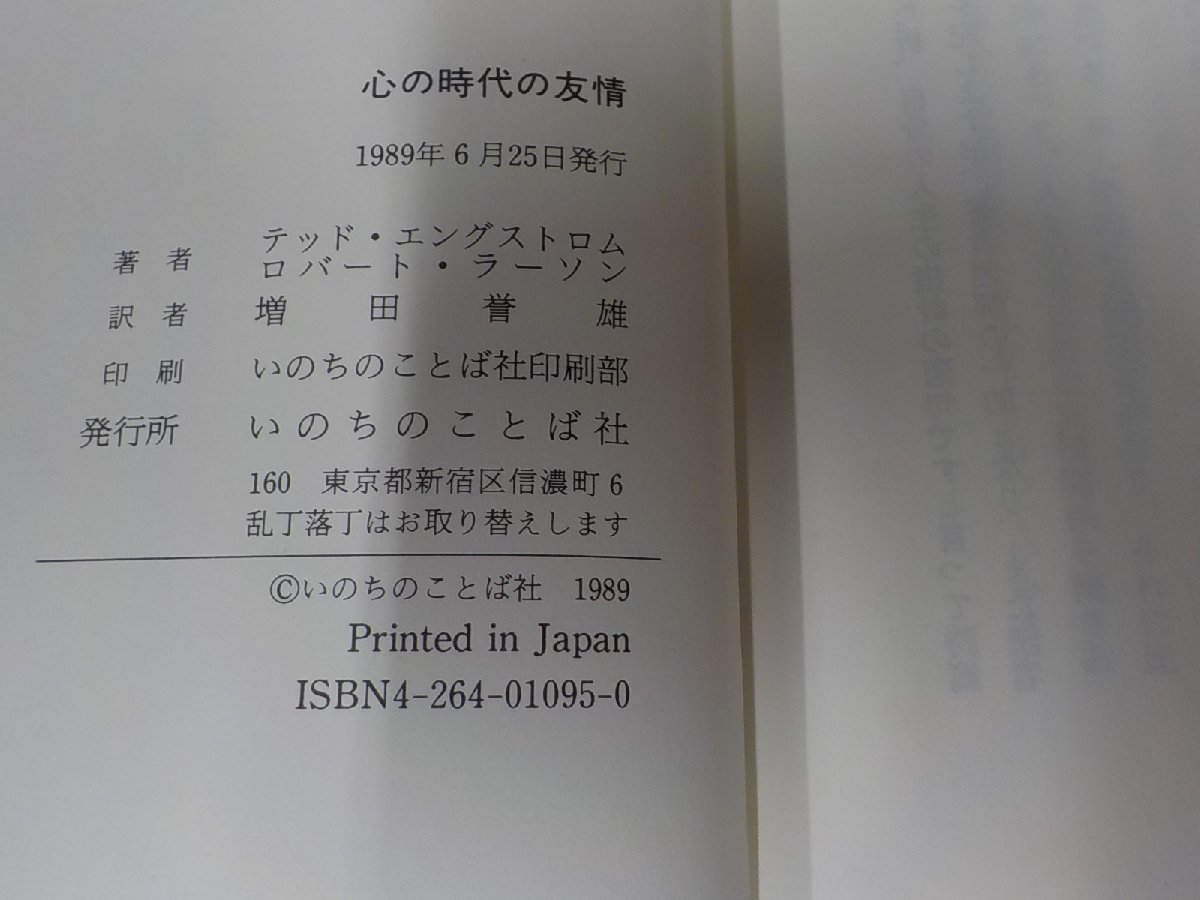 心の時代の友情
1989年6月25日発行
著者 テッド・エングストロム
ロバート・ラーソン
訳者 増田誉雄
印刷 いのちのことば社印刷部
発行所 いのちのことば社
160 東京都新宿区信濃町6
乱丁落丁はお取り替えします
©いのちのことば社 1989
Printed in Japan
ISBN4-264-01095-0